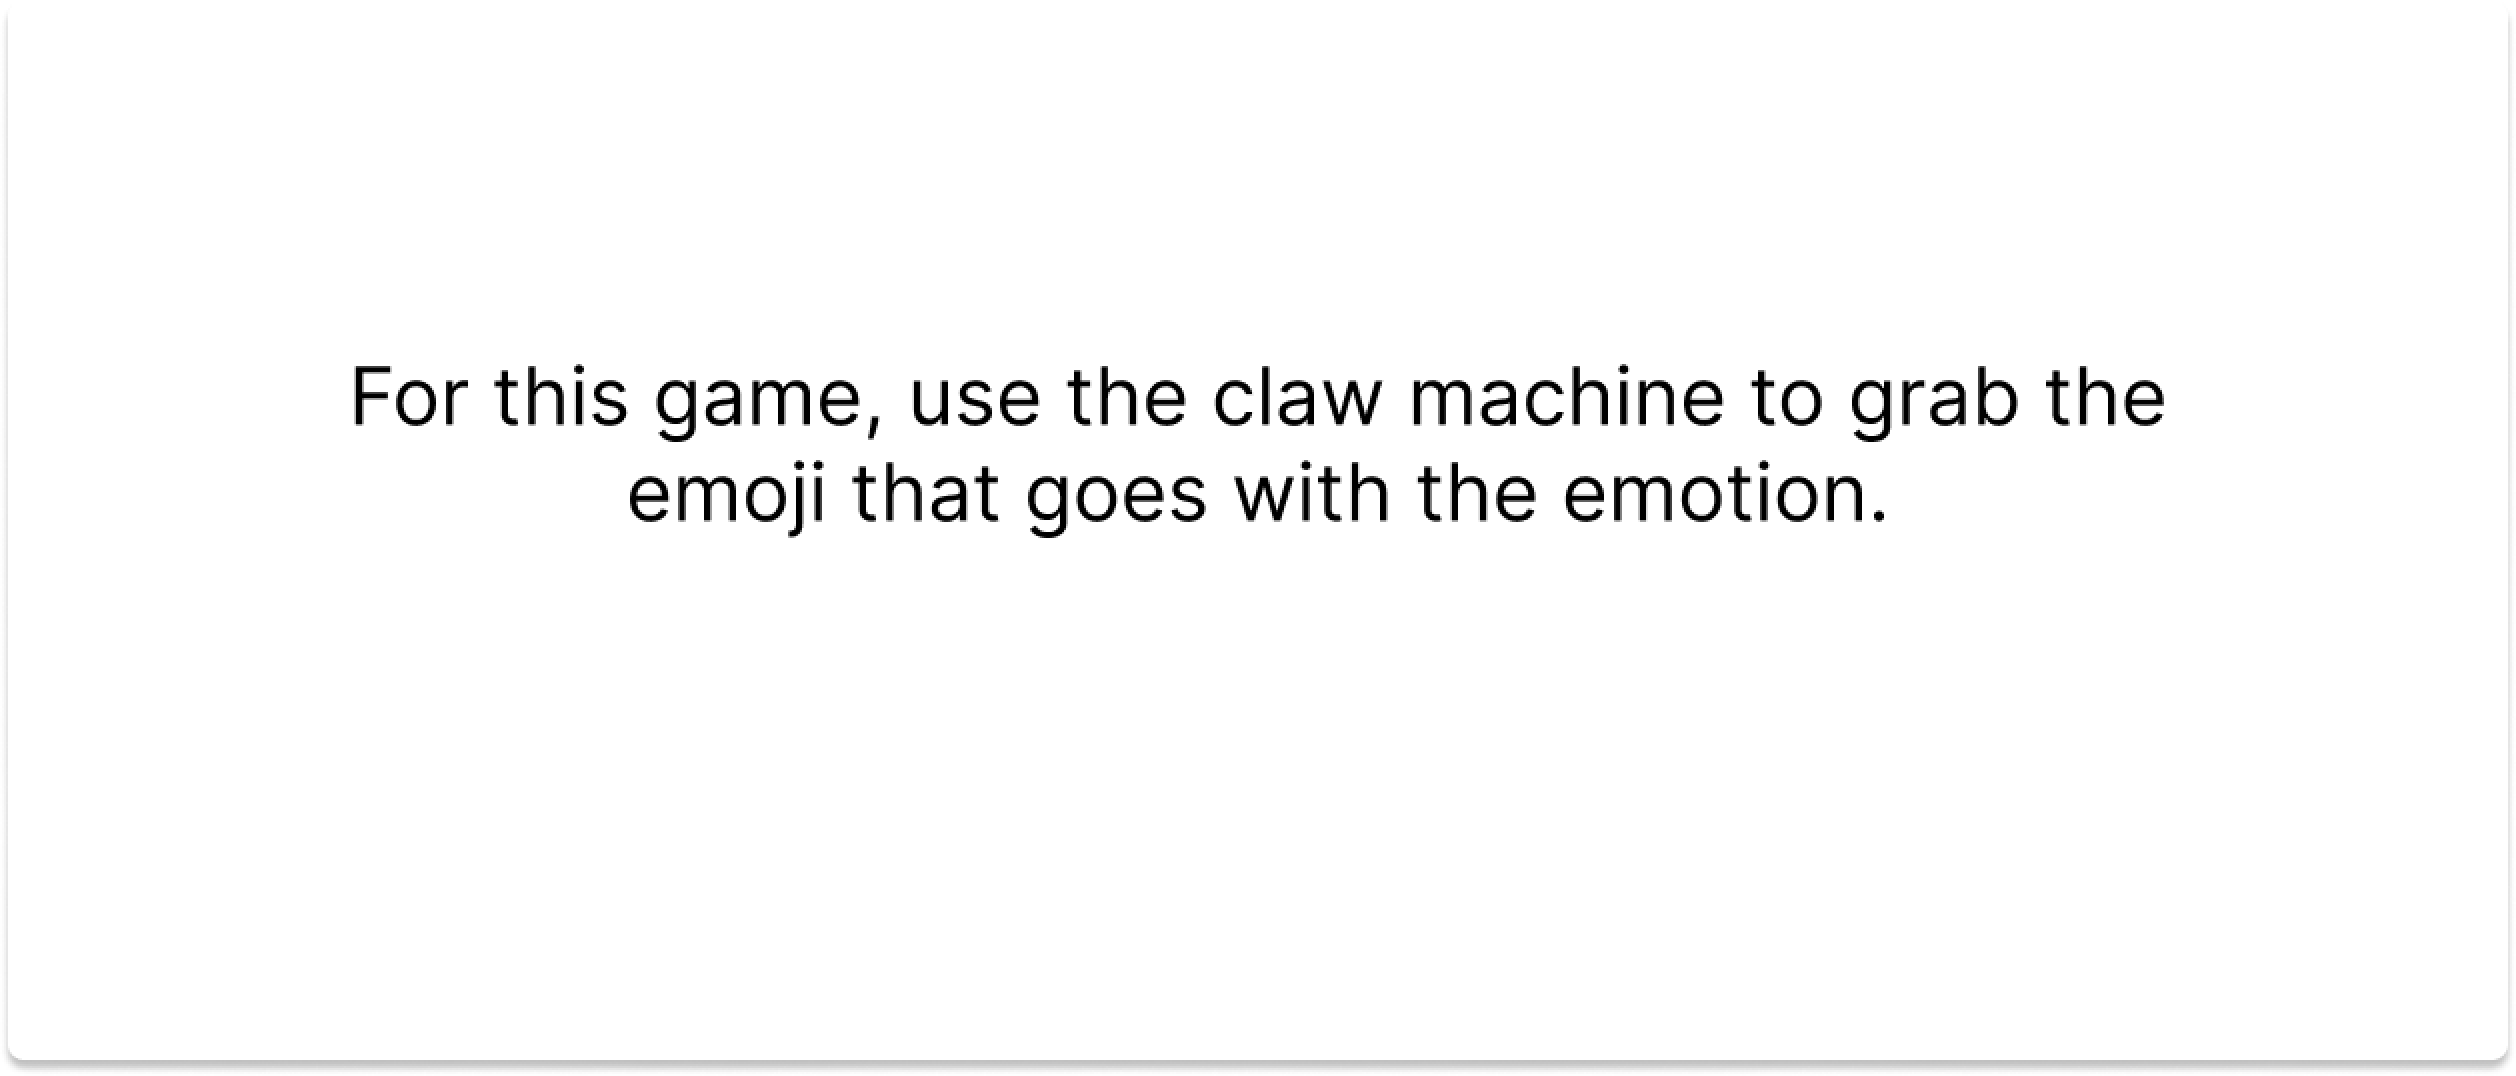 For this game, use the claw machine to grab the
emoji that goes with the emotion.